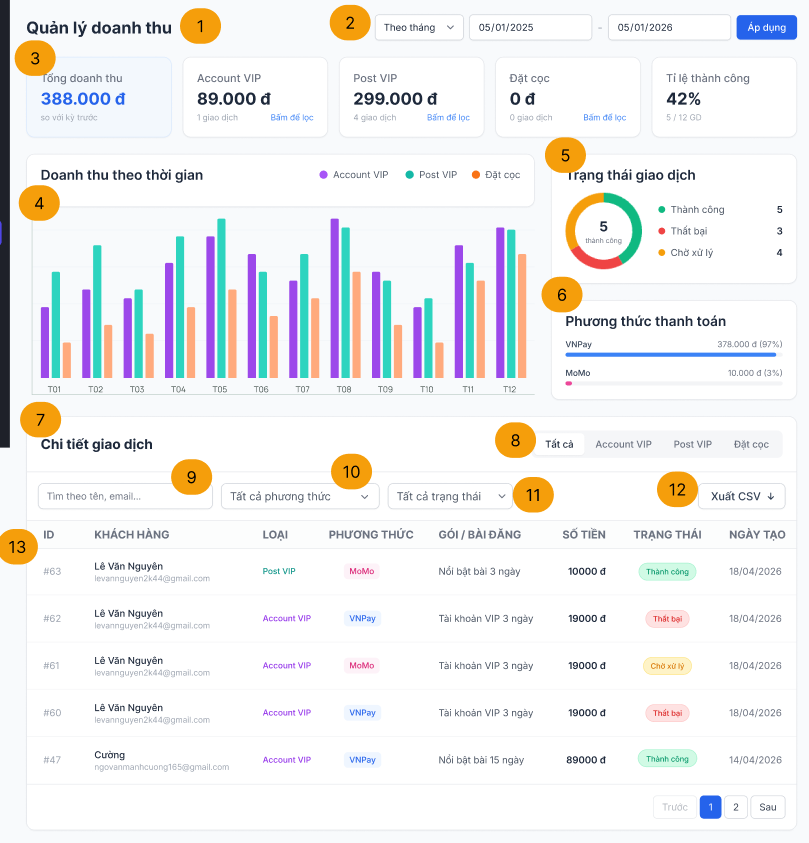 Quản lý doanh thu 1 2 Theo tháng 05/01/2025 - 05/01/2026 Áp dụng
3
Tổng doanh thu
388.000 đ
so với kỳ trước
Account VIP
89.000 đ
1 giao dịch Bấm để lọc
Post VIP
299.000 đ
4 giao dịch Bấm để lọc
Đặt cọc
0 đ
0 giao dịch Bấm để lọc
Tỉ lệ thành công
42%
5 / 12 GD
Doanh thu theo thời gian Account VIP Post VIP Đặt cọc
4
T01 T02 T03 T04 T05 T06 T07 T08 T09 T10 T11 T12
5
Trạng thái giao dịch
5
thành công
Thành công 5
Thất bại 3
Chờ xử lý 4
6
Phương thức thanh toán
VNPay 378.000 đ (97%)
MoMo 10.000 đ (3%)
7
Chi tiết giao dịch 8 Tất cả Account VIP Post VIP Đặt cọc
9 10 11 12
Tìm theo tên, email... Tất cả phương thức Tất cả trạng thái Xuất CSV ↓
13
ID KHÁCH HÀNG LOẠI PHƯƠNG THỨC GÓI / BÀI ĐĂNG SỐ TIỀN TRẠNG THÁI NGÀY TẠO
#63 Lê Văn Nguyên Post VIP MoMo Nổi bật bài 3 ngày 10000 đ Thành công 18/04/2026
levannguyen2k44@gmail.com
#62 Lê Văn Nguyên Account VIP VNPay Tài khoản VIP 3 ngày 19000 đ Thất bại 18/04/2026
levannguyen2k44@gmail.com
#61 Lê Văn Nguyên Account VIP MoMo Tài khoản VIP 3 ngày 19000 đ Chờ xử lý 18/04/2026
levannguyen2k44@gmail.com
#60 Lê Văn Nguyên Account VIP VNPay Tài khoản VIP 3 ngày 19000 đ Thất bại 18/04/2026
levannguyen2k44@gmail.com
#47 Cường Account VIP VNPay Nổi bật bài 15 ngày 89000 đ Thành công 14/04/2026
ngovanmanhcuong165@gmail.com
Trước 1 2 Sau